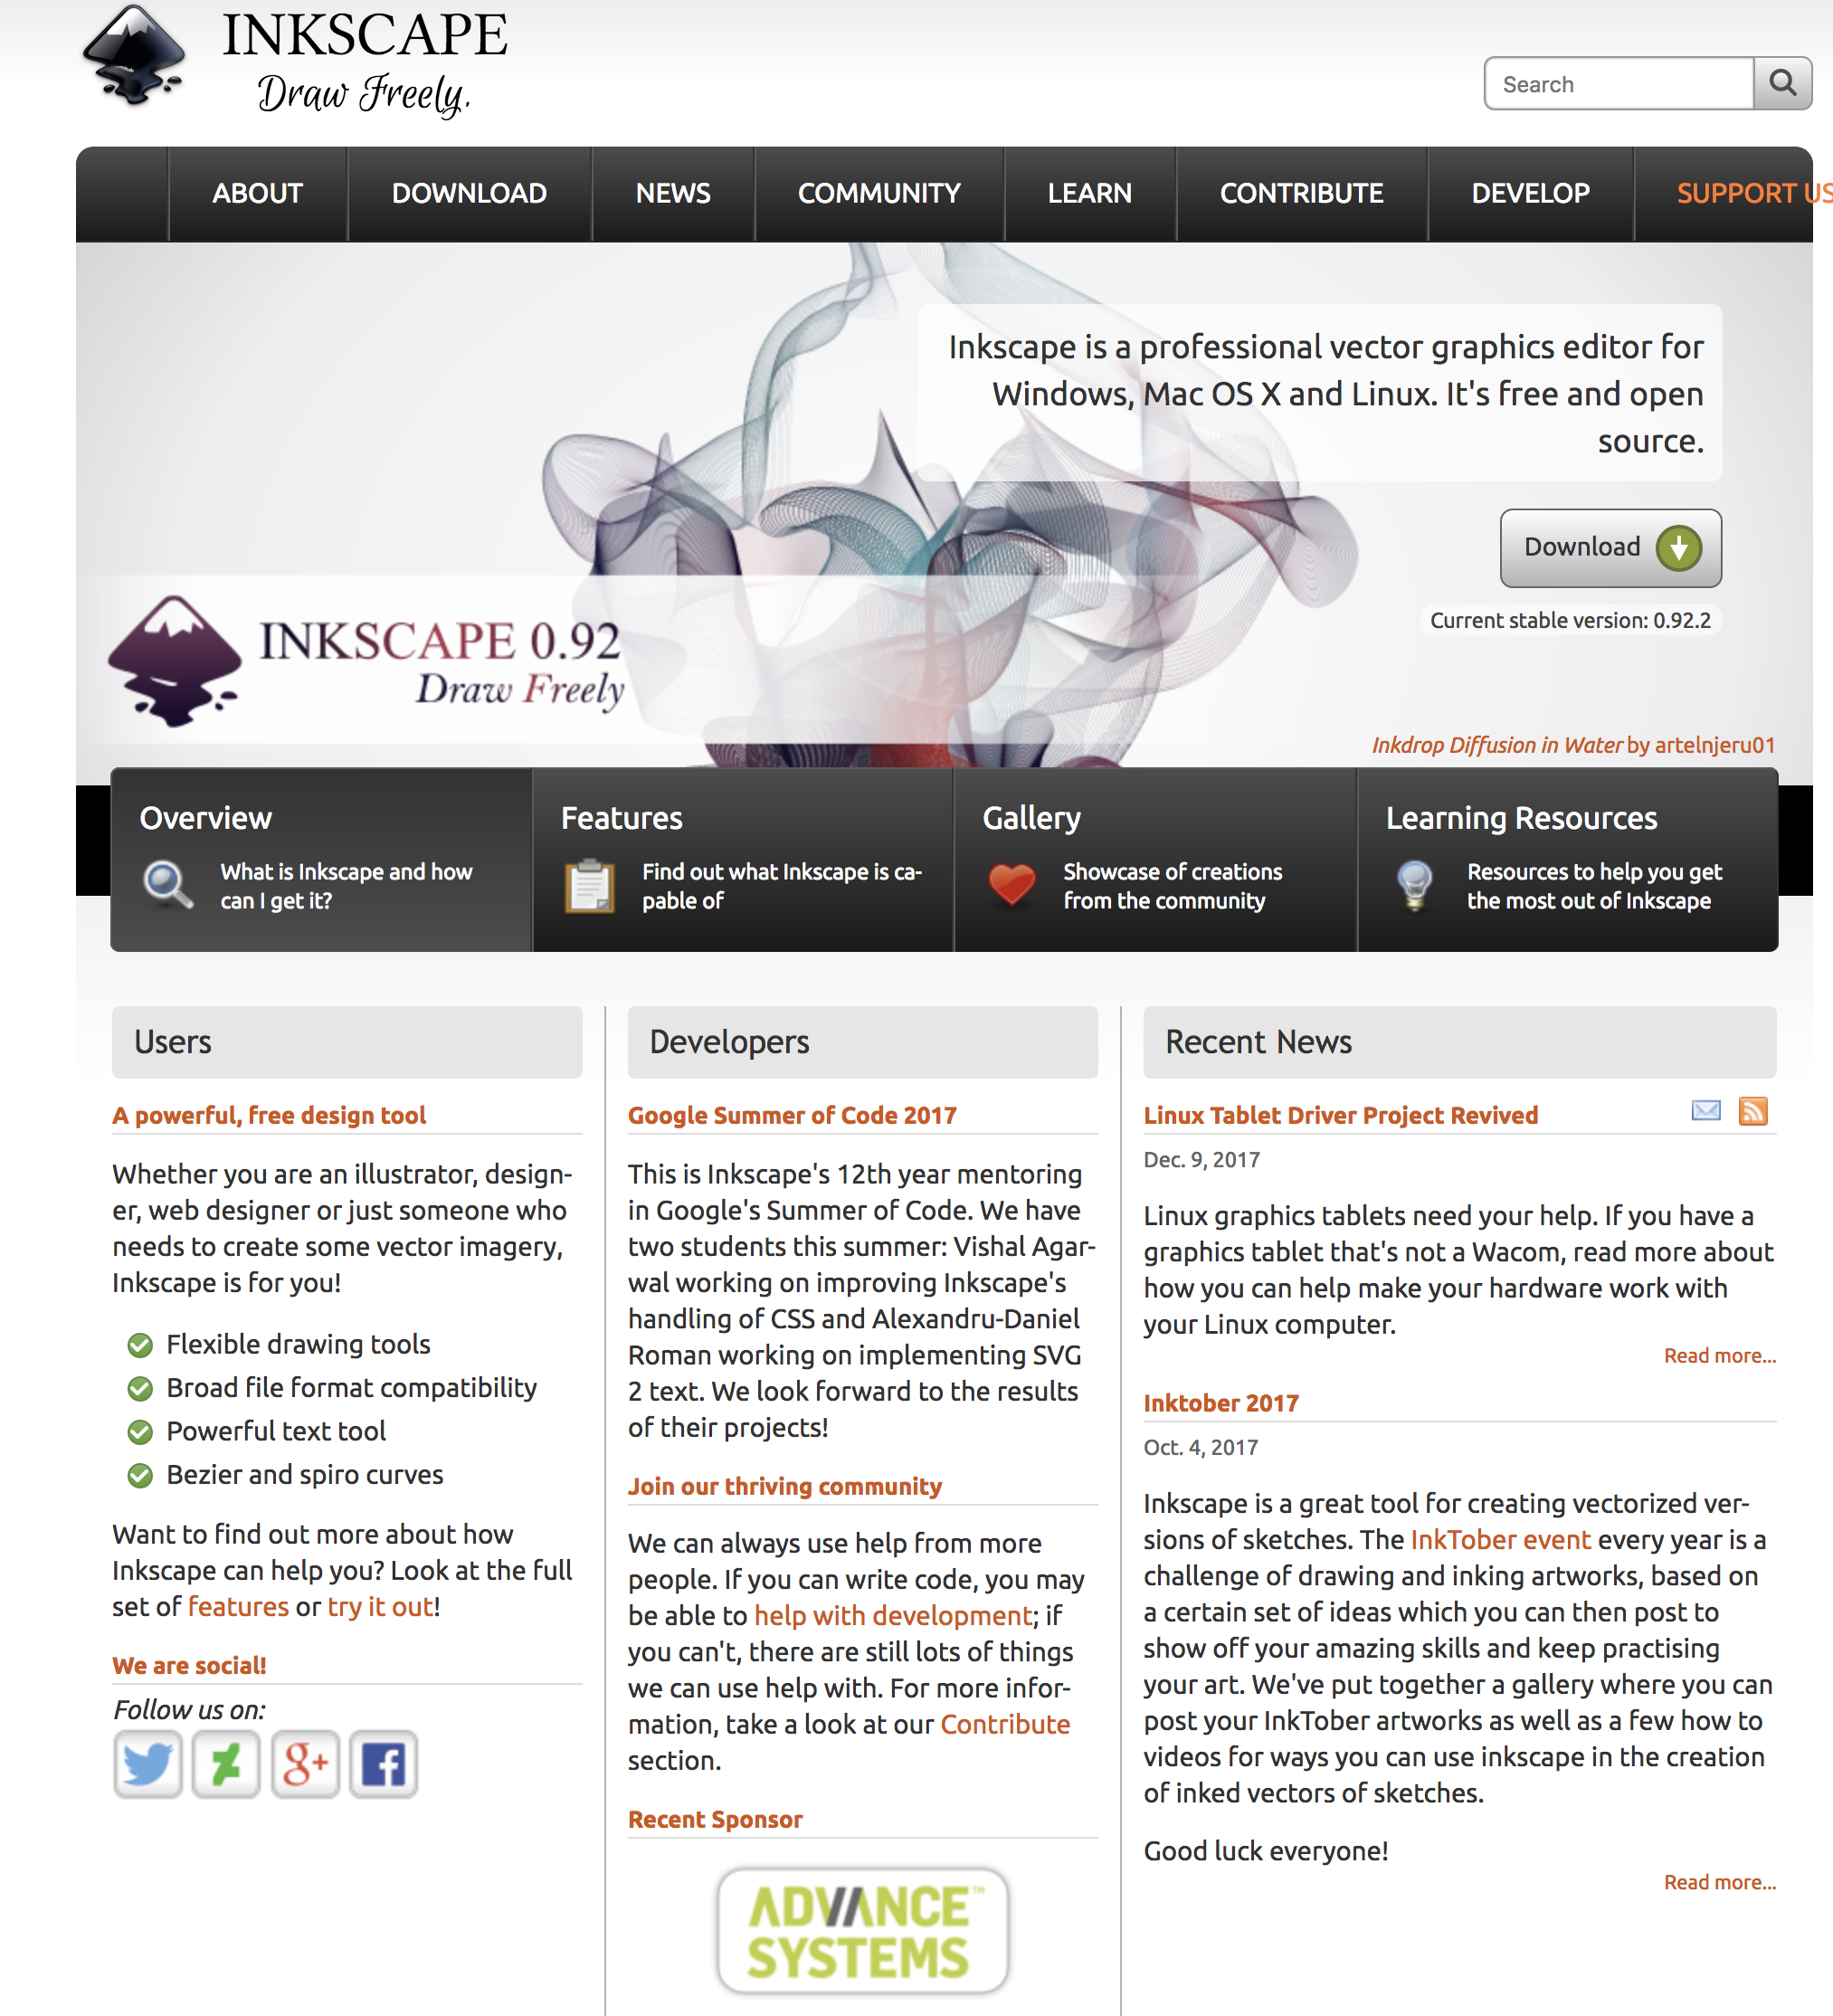 INKSCAPE
Draw Freely.
Search
ABOUT
DOWNLOAD
NEWS
COMMUNITY
LEARN
CONTRIBUTE
DEVELOP
SUPPORT US
Inkscape is a professional vector graphics editor for
Windows, Mac OS X and Linux. It's free and open
source.
Download
Current stable version: 0.92.2
INKSCAPE 0.92
Draw Freely
Inkdrop Diffusion in Water by artelnjeru01
Overview
What is Inkscape and how
can I get it?
Features
Find out what Inkscape is ca-
pable of
Gallery
Showcase of creations
from the community
Learning Resources
Resources to help you get
the most out of Inkscape
Users
A powerful, free design tool
Whether you are an illustrator, design-
er, web designer or just someone who
needs to create some vector imagery,
Inkscape is for you!
Flexible drawing tools
Broad file format compatibility
Powerful text tool
Bezier and spiro curves
Want to find out more about how
Inkscape can help you? Look at the full
set of features or try it out!
We are social!
Follow us on:
g+
f
Developers
Google Summer of Code 2017
This is Inkscape's 12th year mentoring
in Google's Summer of Code. We have
two students this summer: Vishal Agar-
wal working on improving Inkscape's
handling of CSS and Alexandru-Daniel
Roman working on implementing SVG
2 text. We look forward to the results
of their projects!
Join our thriving community
We can always use help from more
people. If you can write code, you may
be able to help with development; if
you can't, there are still lots of things
we can use help with. For more infor-
mation, take a look at our Contribute
section.
Recent Sponsor
ADVANCE™
SYSTEMS
Recent News
Linux Tablet Driver Project Revived
Dec. 9, 2017
Linux graphics tablets need your help. If you have a
graphics tablet that's not a Wacom, read more about
how you can help make your hardware work with
your Linux computer.
Read more...
Inktober 2017
Oct. 4, 2017
Inkscape is a great tool for creating vectorized ver-
sions of sketches. The InkTober event every year is a
challenge of drawing and inking artworks, based on
a certain set of ideas which you can then post to
show off your amazing skills and keep practising
your art. We've put together a gallery where you can
post your InkTober artworks as well as a few how to
videos for ways you can use inkscape in the creation
of inked vectors of sketches.
Good luck everyone!
Read more...